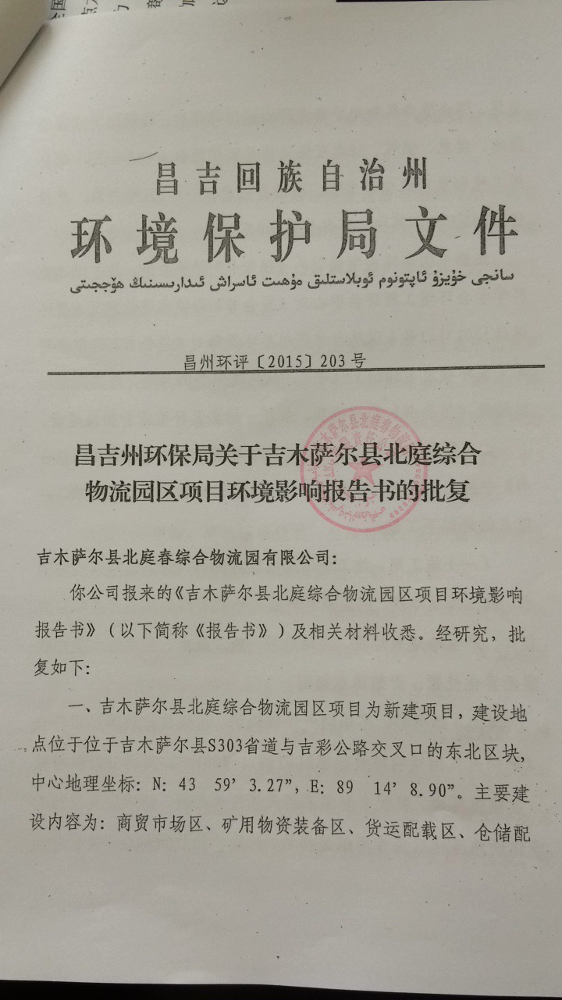 昌吉回族自治州
环境保护局文件
سانجى خۇيزۇ ئاپتونوم ئوبلاستلىق مۇھىت ئاسراش ئىدارىسىنىڭ ھۆججىتى
昌州环评〔2015〕203号
昌吉州环保局关于吉木萨尔县北庭综合
物流园区项目环境影响报告书的批复
吉木萨尔县北庭春综合物流园有限公司：
你公司报来的《吉木萨尔县北庭综合物流园区项目环境影响
报告书》（以下简称《报告书》）及相关材料收悉。经研究，批
复如下：
一、吉木萨尔县北庭综合物流园区项目为新建项目，建设地
点位于位于吉木萨尔县S303省道与吉彩公路交叉口的东北区块,
中心地理坐标：N：43 59’3.27”，E：89 14’8.90”。主要建
设内容为：商贸市场区、矿用物资装备区、货运配载区、仓储配